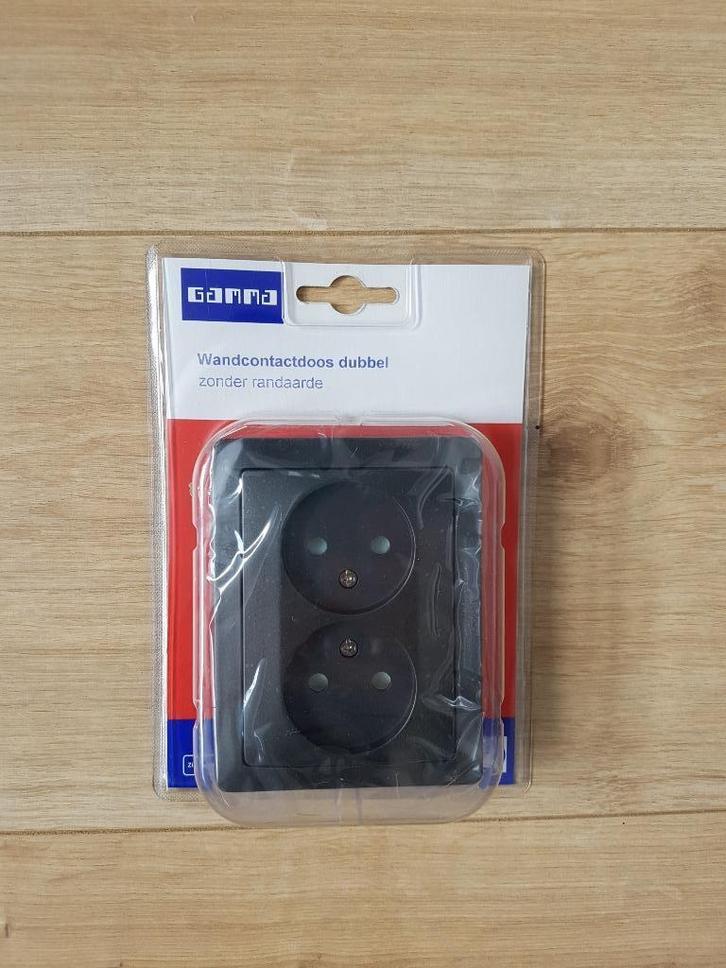 GAMMA
Wandcontactdoos dubbel
zonder randaarde